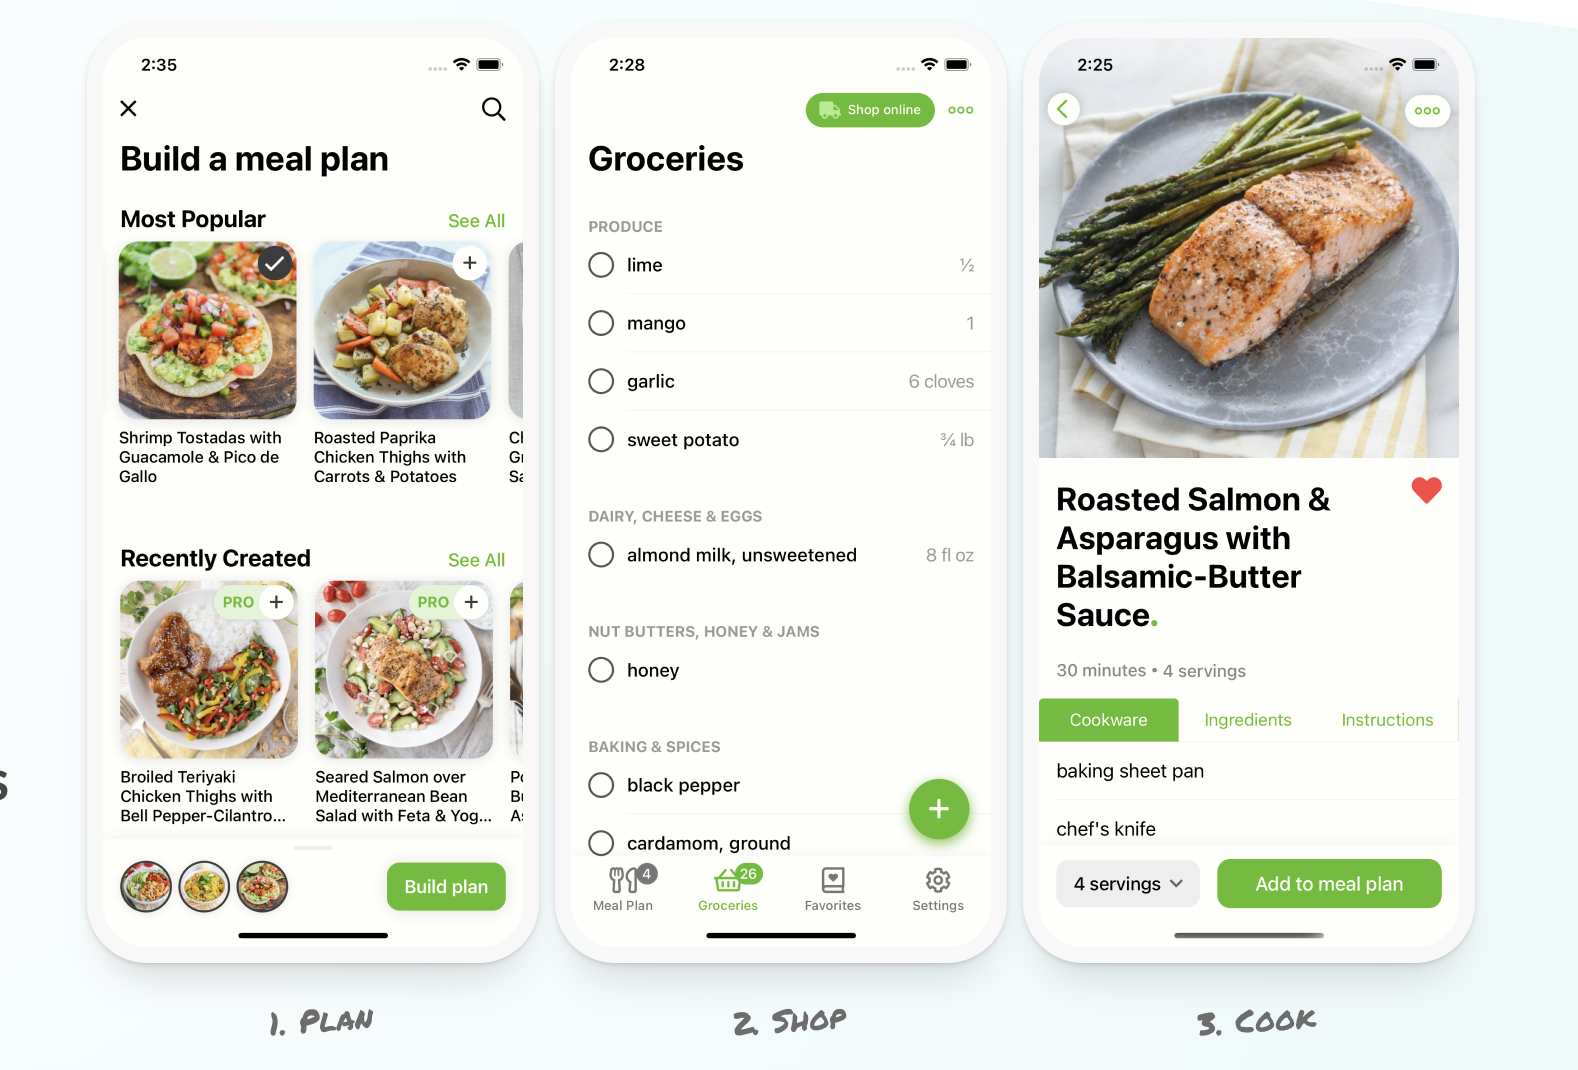 2:35
Build a meal plan
Most Popular
See All
Shrimp Tostadas with
Guacamole & Pico de
Gallo
Roasted Paprika
Chicken Thighs with
Carrots & Potatoes
Recently Created
See All
PRO
PRO
Broiled Teriyaki
Chicken Thighs with
Bell Pepper-Cilantro...
Seared Salmon over
Mediterranean Bean
Salad with Feta & Yog...
Build plan
1. PLAN
2:28
Shop online
Groceries
PRODUCE
lime ½
mango 1
garlic 6 cloves
sweet potato ¾ lb
DAIRY, CHEESE & EGGS
almond milk, unsweetened 8 fl oz
NUT BUTTERS, HONEY & JAMS
honey
BAKING & SPICES
black pepper
cardamom, ground
4
26
Meal Plan
Groceries
Favorites
Settings
2. SHOP
2:25
Roasted Salmon &
Asparagus with
Balsamic-Butter
Sauce.
30 minutes • 4 servings
Cookware
Ingredients
Instructions
baking sheet pan
chef's knife
4 servings
Add to meal plan
3. COOK